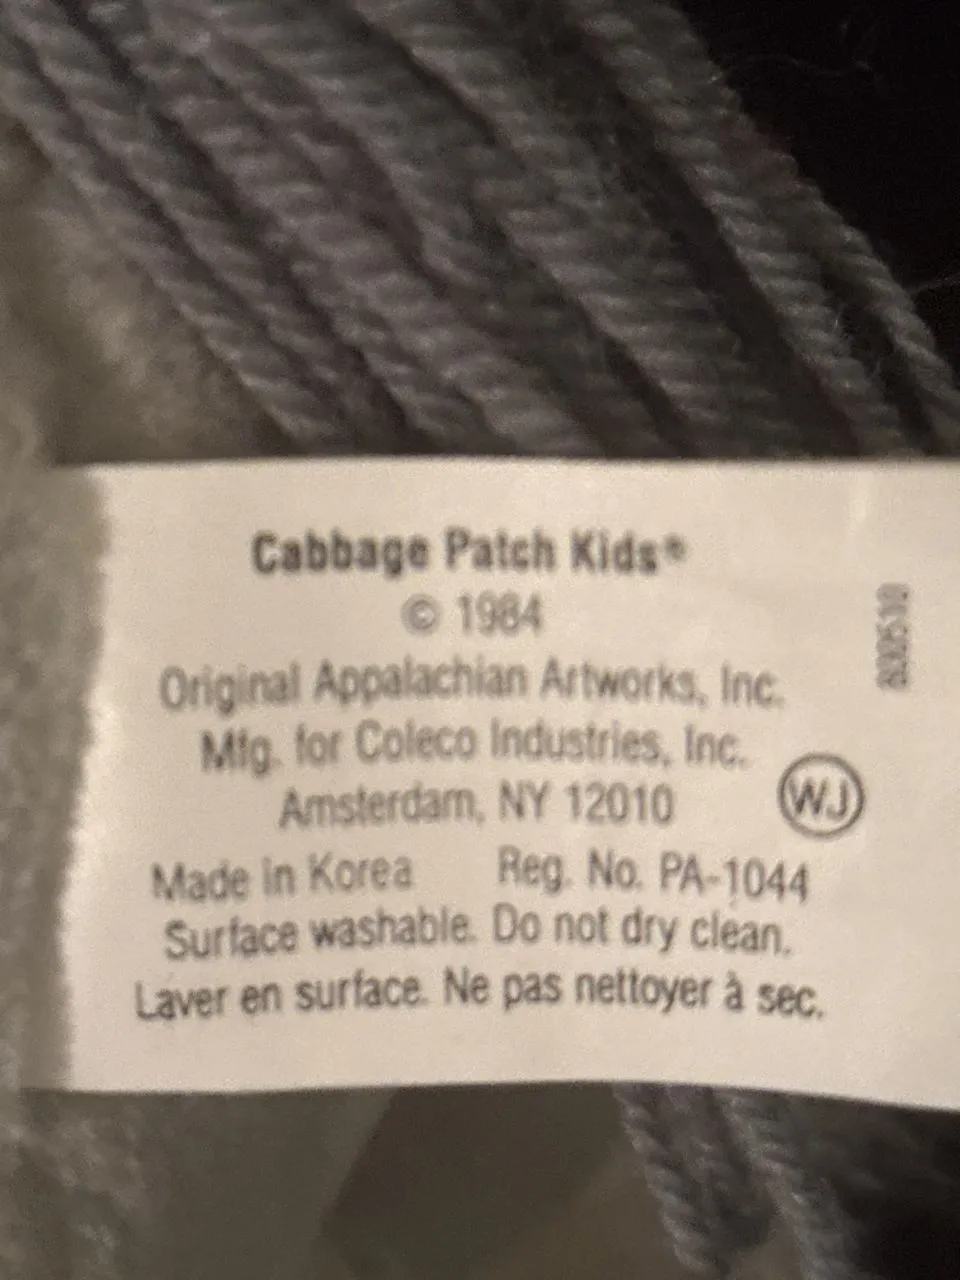 Cabbage Patch Kids®
© 1984
Original Appalachian Artworks, Inc.
Mfg. for Coleco Industries, Inc.
Amsterdam, NY 12010
WJ
Made in Korea Reg. No. PA-1044
Surface washable. Do not dry clean.
Laver en surface. Ne pas nettoyer à sec.